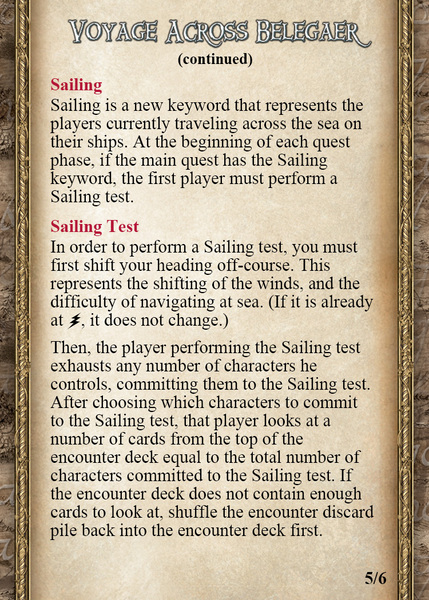 Voyage Across Belegaer
(continued)
Sailing
Sailing is a new keyword that represents the
players currently traveling across the sea on
their ships. At the beginning of each quest
phase, if the main quest has the Sailing
keyword, the first player must perform a
Sailing test.
Sailing Test
In order to perform a Sailing test, you must
first shift your heading off-course. This
represents the shifting of the winds, and the
difficulty of navigating at sea. (If it is already
at , it does not change.)
Then, the player performing the Sailing test
exhausts any number of characters he
controls, committing them to the Sailing test.
After choosing which characters to commit
to the Sailing test, that player looks at a
number of cards from the top of the
encounter deck equal to the total number of
characters committed to the Sailing test. If
the encounter deck does not contain enough
cards to look at, shuffle the encounter discard
pile back into the encounter deck first.
5/6